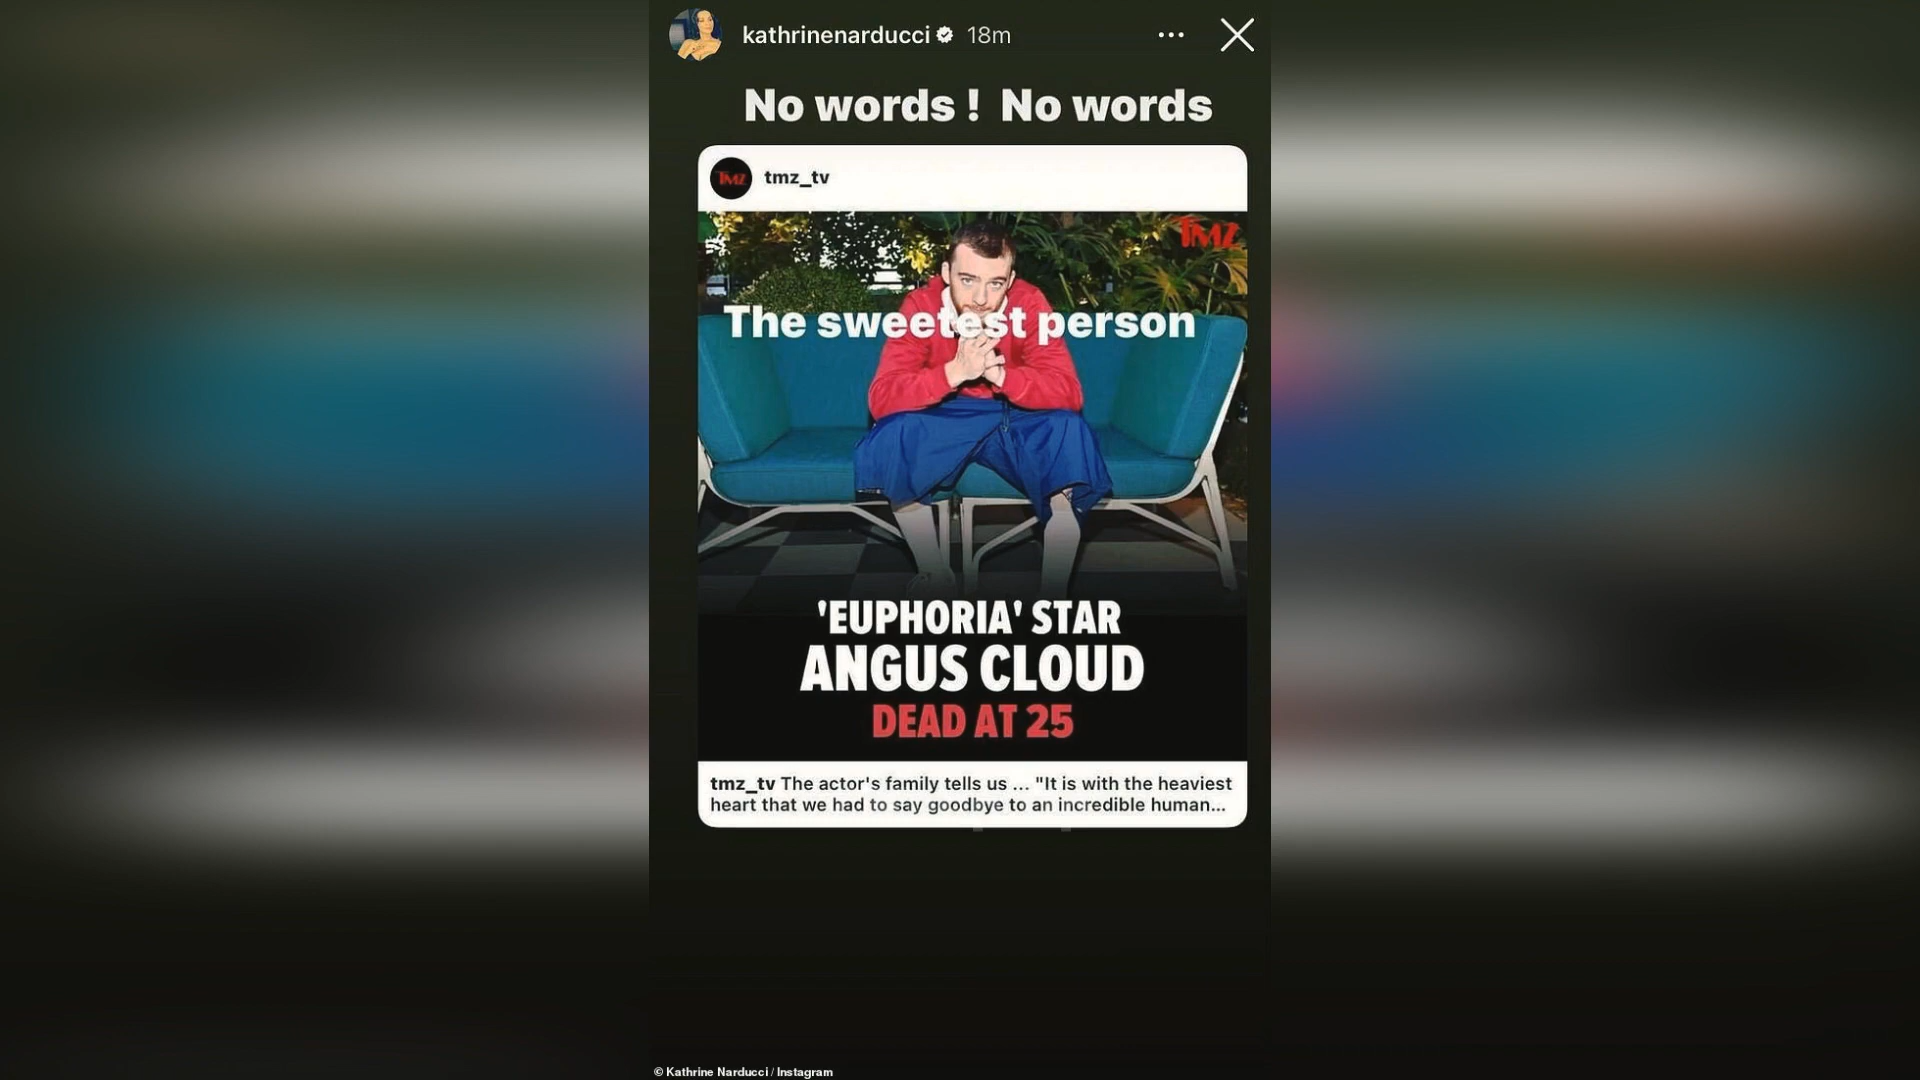 kathrinenarducci 18m
No words ! No words
TMZ
tmz_tv
TMZ
The sweetest person
'EUPHORIA' STAR
ANGUS CLOUD
DEAD AT 25
tmz_tv The actor's family tells us ... "It is with the heaviest
heart that we had to say goodbye to an incredible human...
© Kathrine Narducci / Instagram